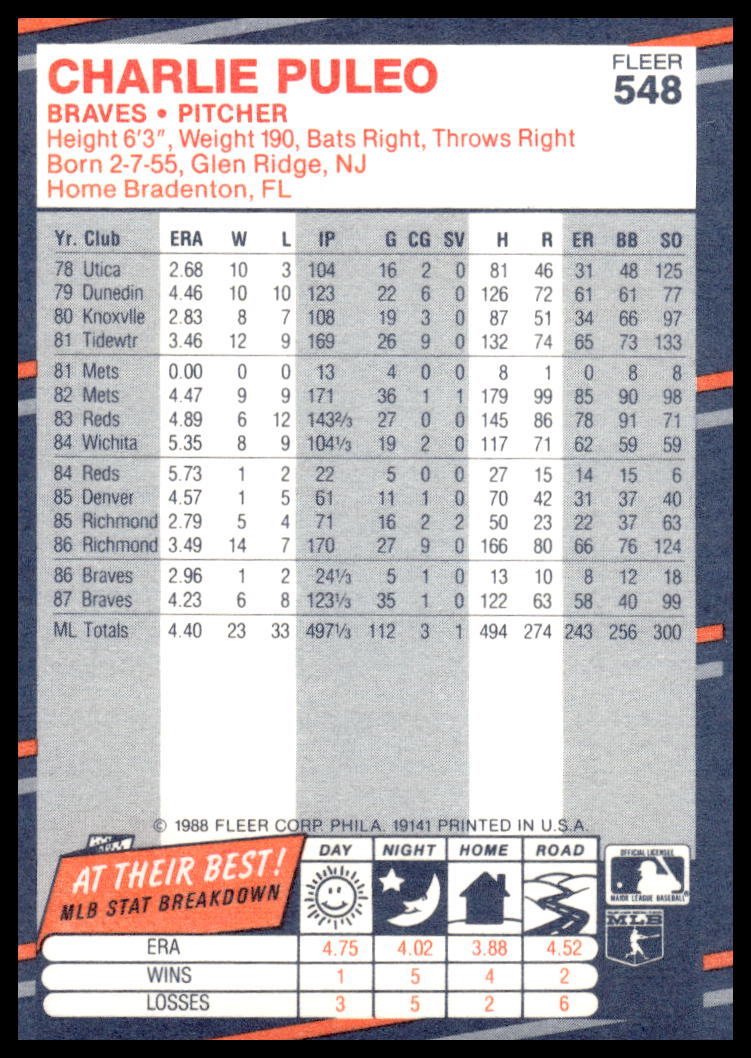 CHARLIE PULEO
FLEER
548
BRAVES • PITCHER
Height 6'3", Weight 190, Bats Right, Throws Right
Born 2-7-55, Glen Ridge, NJ
Home Bradenton, FL
Yr. Club ERA W L IP G CG SV H R ER BB SO
78 Utica 2.68 10 3 104 16 2 0 81 46 31 48 125
79 Dunedin 4.46 10 10 123 22 6 0 126 72 61 61 77
80 Knoxvlle 2.83 8 7 108 19 3 0 87 51 34 66 97
81 Tidewtr 3.46 12 9 169 26 9 0 132 74 65 73 133
81 Mets 0.00 0 0 13 4 0 0 8 1 0 8 8
82 Mets 4.47 9 9 171 36 1 1 179 99 85 90 98
83 Reds 4.89 6 12 143⅔ 27 0 0 145 86 78 91 71
84 Wichita 5.35 8 9 104⅓ 19 2 0 117 71 62 59 59
84 Reds 5.73 1 2 22 5 0 0 27 15 14 15 6
85 Denver 4.57 1 5 61 11 1 0 70 42 31 37 40
85 Richmond 2.79 5 4 71 16 2 2 50 23 22 37 63
86 Richmond 3.49 14 7 170 27 9 0 166 80 66 76 124
86 Braves 2.96 1 2 24⅓ 5 1 0 13 10 8 12 18
87 Braves 4.23 6 8 123⅓ 35 1 0 122 63 58 40 99
ML Totals 4.40 23 33 497⅓ 112 3 1 494 274 243 256 300
© 1988 FLEER CORP. PHILA. 19141 PRINTED IN U.S.A.
AT THEIR BEST!
MLB STAT BREAKDOWN
DAY NIGHT HOME ROAD
OFFICIAL LICENSEE
MAJOR LEAGUE BASEBALL®
MLB
ERA 4.75 4.02 3.88 4.52
WINS 1 5 4 2
LOSSES 3 5 2 6